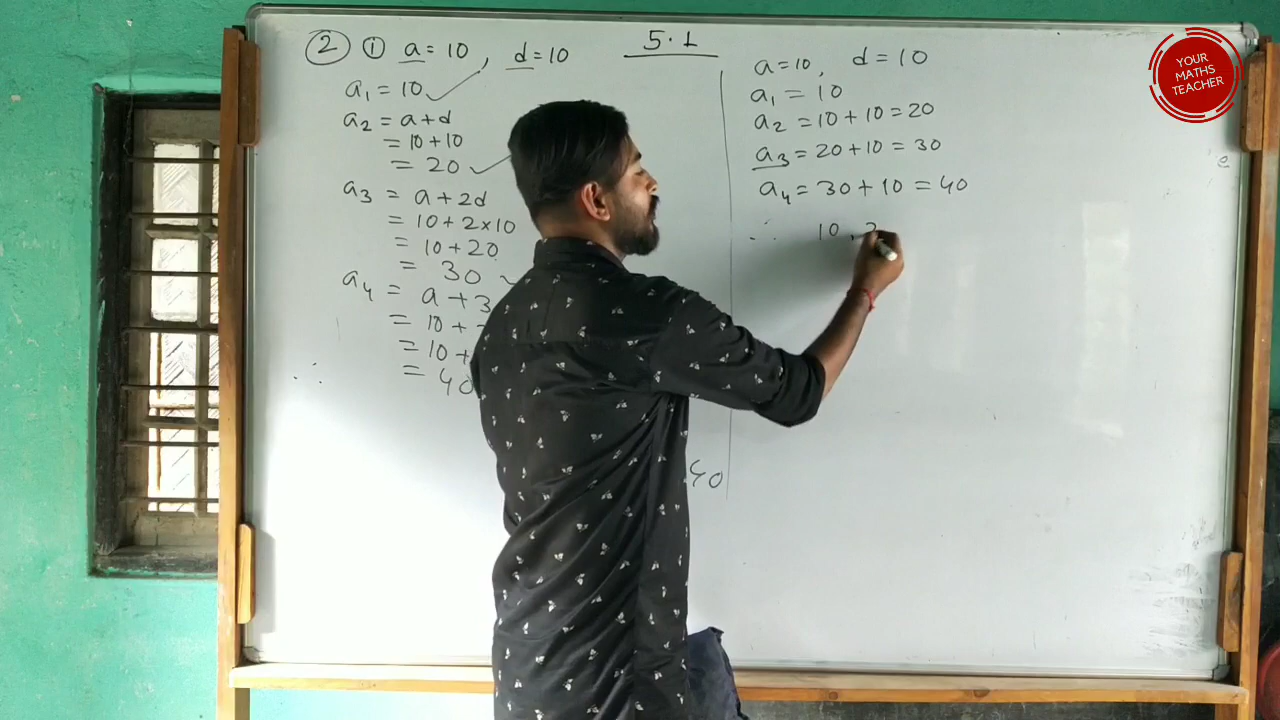 ② ① a = 10 , d = 10
5.1
a₁ = 10 ✓
a₂ = a + d
= 10 + 10
= 20 ✓
a₃ = a + 2d
= 10 + 2 × 10
= 10 + 20
= 30
a₄ = a + 3
= 10 +
= 10 +
= 40
∴
40
a = 10, d = 10
a₁ = 10
a₂ = 10 + 10 = 20
a₃ = 20 + 10 = 30
a₄ = 30 + 10 = 40
∴ 10, 2
YOUR
MATHS
TEACHER